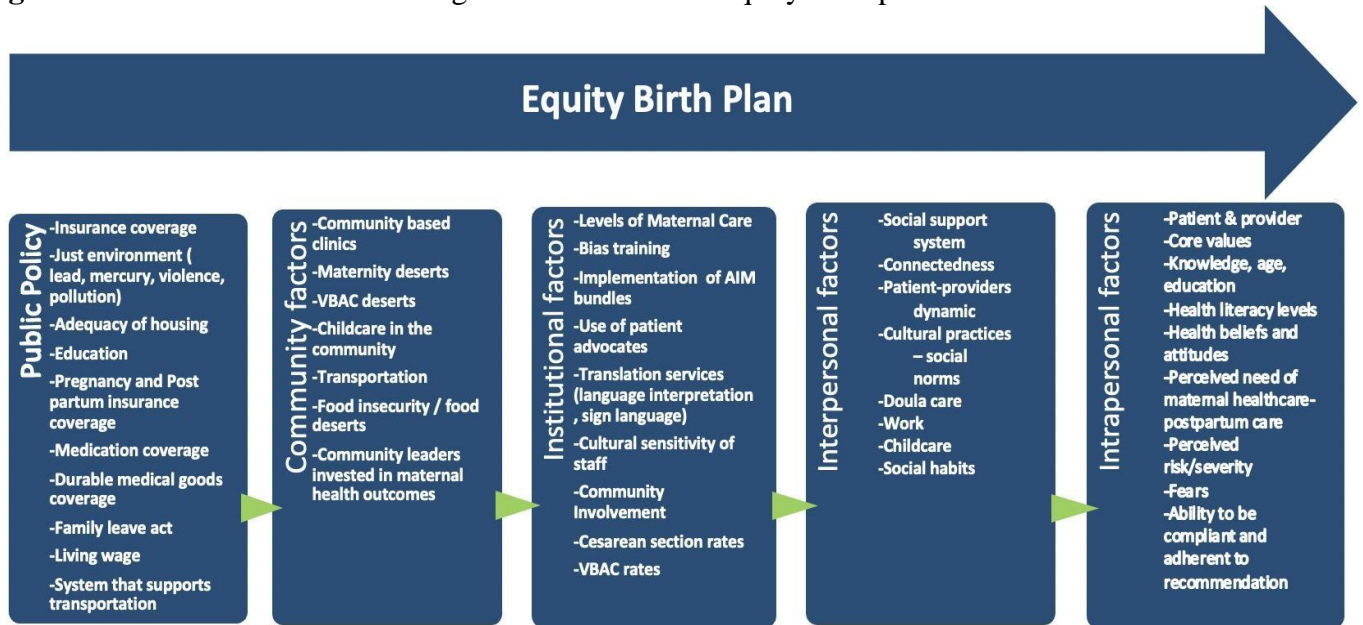 Equity Birth Plan
Public Policy
-Insurance coverage
-Just environment (
lead, mercury, violence,
pollution)
-Adequacy of housing
-Education
-Pregnancy and Post
partum insurance
coverage
-Medication coverage
-Durable medical goods
coverage
-Family leave act
-Living wage
-System that supports
transportation
Community factors
-Community based
clinics
-Maternity deserts
-VBAC deserts
-Childcare in the
community
-Transportation
-Food insecurity / food
deserts
-Community leaders
invested in maternal
health outcomes
Institutional factors
-Levels of Maternal Care
-Bias training
-Implementation of AIM
bundles
-Use of patient
advocates
-Translation services
(language interpretation
, sign language)
-Cultural sensitivity of
staff
-Community
Involvement
-Cesarean section rates
-VBAC rates
Interpersonal factors
-Social support
system
-Connectedness
-Patient-providers
dynamic
-Cultural practices
– social
norms
-Doula care
-Work
-Childcare
-Social habits
Intrapersonal factors
-Patient & provider
-Core values
-Knowledge, age,
education
-Health literacy levels
-Health beliefs and
attitudes
-Perceived need of
maternal healthcare-
postpartum care
-Perceived
risk/severity
-Fears
-Ability to be
compliant and
adherent to
recommendation